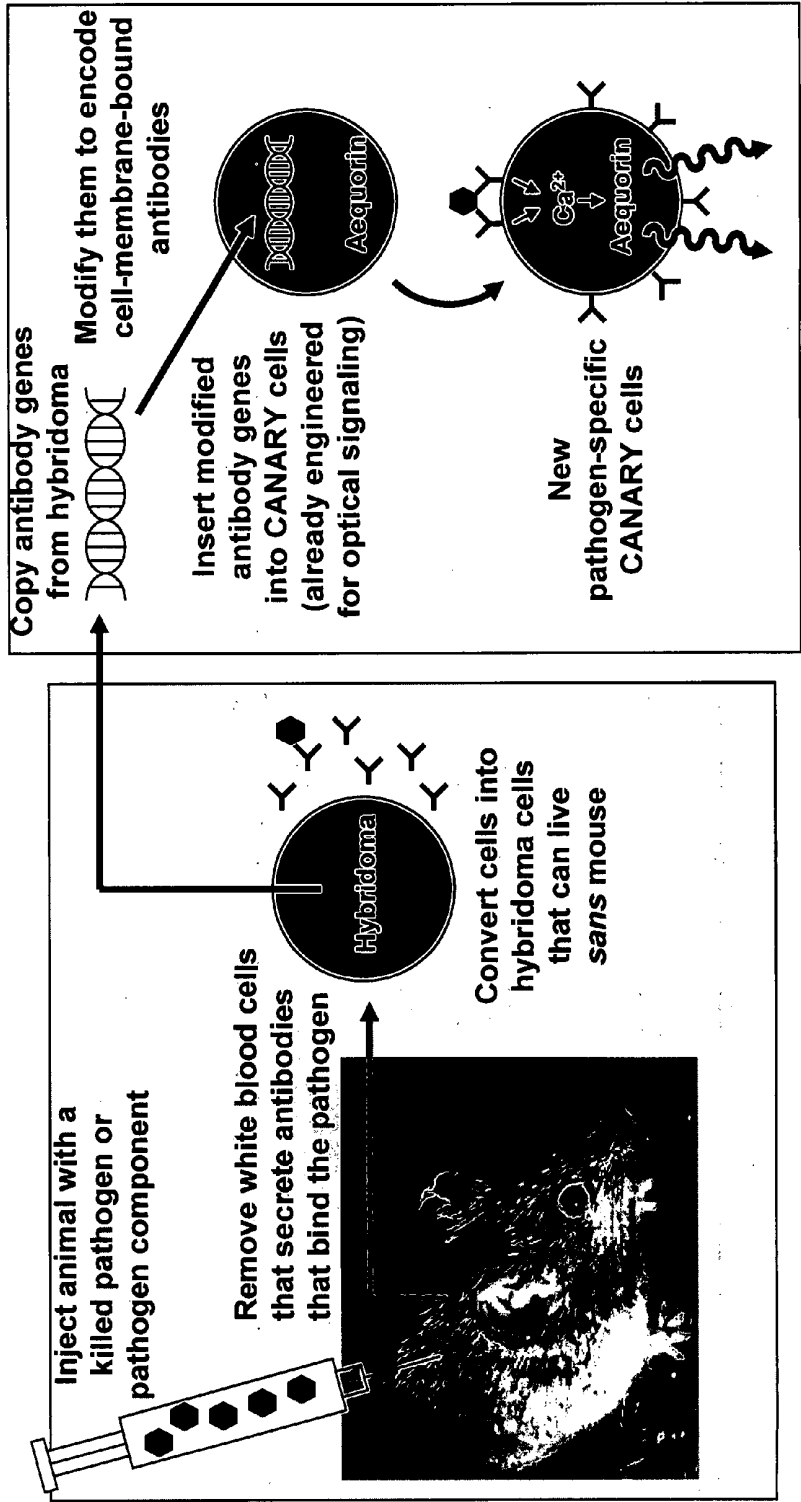 Inject animal with a
killed pathogen or
pathogen component
Remove white blood cells
that secrete antibodies
that bind the pathogen
Hybridoma
Convert cells into
hybridoma cells
that can live
sans mouse
Copy antibody genes
from hybridoma
Modify them to encode
cell-membrane-bound
antibodies
Insert modified
antibody genes
into CANARY cells
(already engineered
for optical signaling)
Aequorin
New
pathogen-specific
CANARY cells
Ca2+
Aequorin